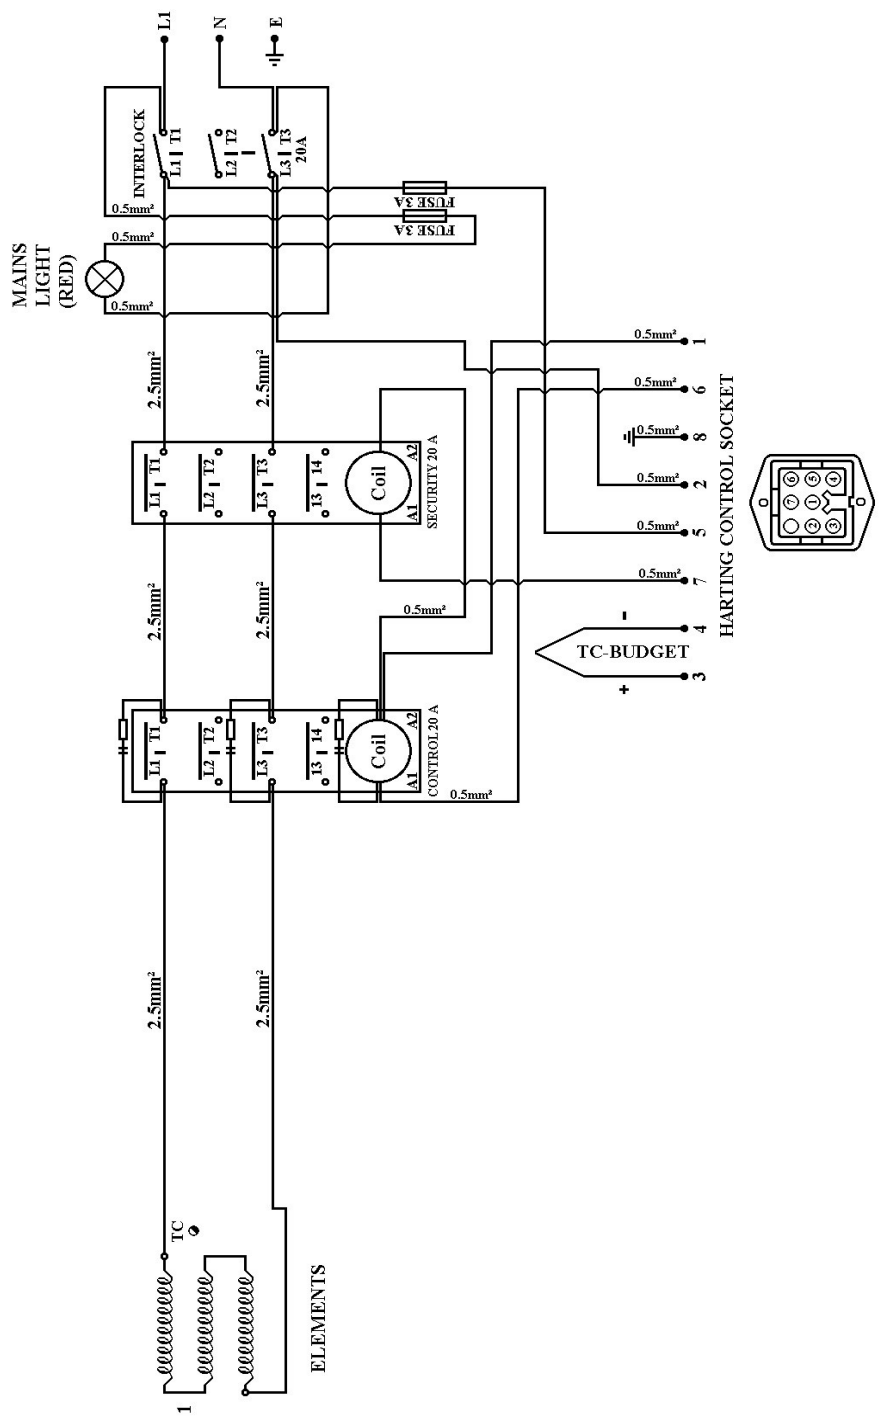 L1
N
E
INTERLOCK
L1 T1
L2 T2
L3 T3
20A
FUSE 3A
0.5mm²
FUSE 3A
0.5mm²
MAINS
LIGHT
(RED)
0.5mm²
2.5mm²
2.5mm²
L1 T1
L2 T2
L3 T3
13 14
Coil
A1 A2
SECURITY 20 A
2.5mm²
2.5mm²
0.5mm²
L1 T1
L2 T2
L3 T3
13 14
Coil
A1 A2
CONTROL 20 A
0.5mm²
2.5mm²
2.5mm²
TC
1
ELEMENTS
0.5mm² 1
0.5mm² 6
0.5mm² 8
0.5mm² 2
0.5mm² 5
0.5mm² 7
- 4
TC-BUDGET
+ 3
HARTING CONTROL SOCKET
6 5 4
7 1
2 3